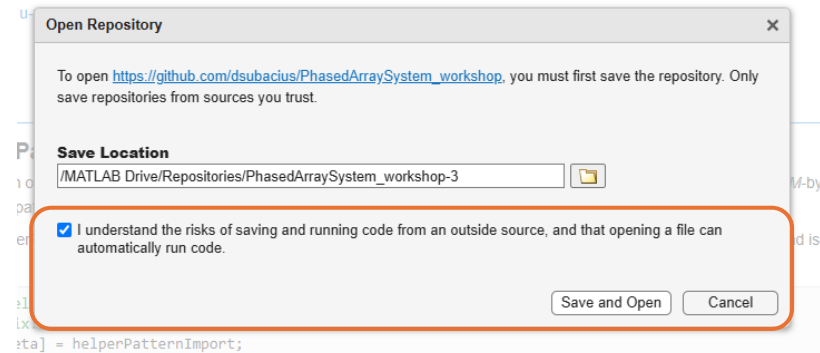 u-
Open Repository
To open https://github.com/dsubacius/PhasedArraySystem_workshop, you must first save the repository. Only
save repositories from sources you trust.
Save Location
/MATLAB Drive/Repositories/PhasedArraySystem_workshop-3
M-by
I understand the risks of saving and running code from an outside source, and that opening a file can
automatically run code.
d is
Save and Open Cancel
eta] = helperPatternImport;